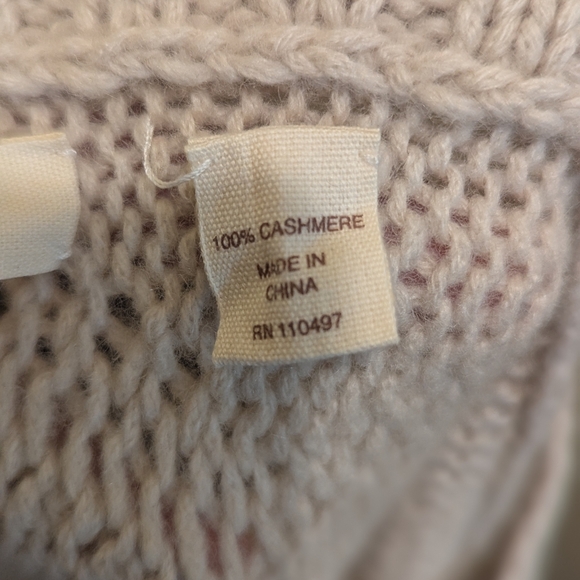 100% CASHMERE
MADE IN
CHINA
RN 110497